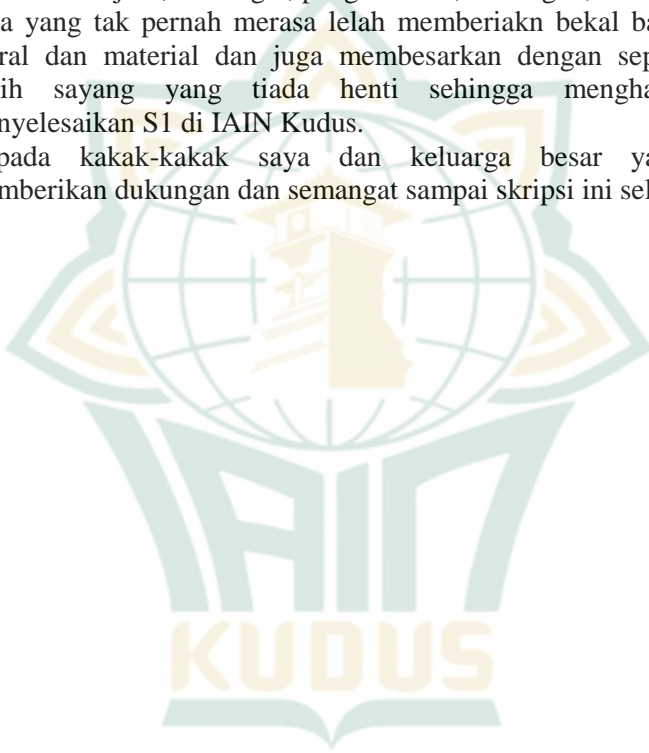 a yang tak pernah merasa lelah memberiakn bekal ba
ral dan material dan juga membesarkan dengan sep
ih sayang yang tiada henti sehingga mengha
nyelesaikan S1 di IAIN Kudus.
pada kakak-kakak saya dan keluarga besar ya
mberikan dukungan dan semangat sampai skripsi ini sel
IAIN
KUDUS